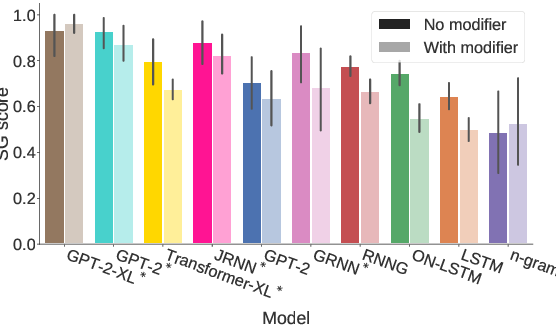 1.0
0.8
0.6
0.4
0.2
0.0
SG score
No modifier
With modifier
GPT-2-XL *
GPT-2 *
Transformer-XL *
JRNN *
GPT-2
GRNN *
RNNG
ON-LSTM
LSTM
n-gram
Model